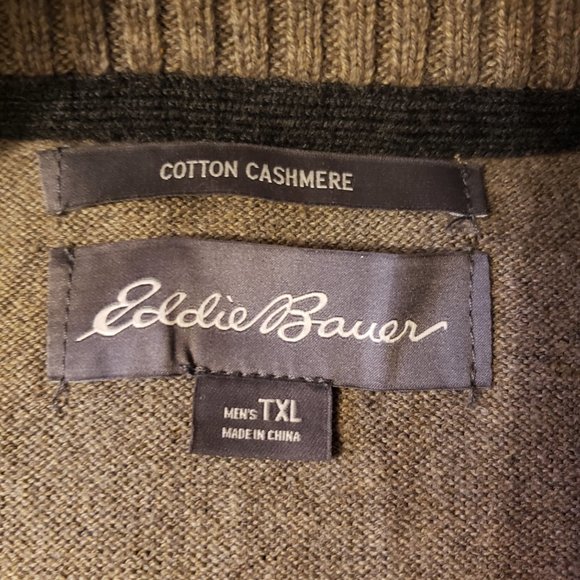 COTTON CASHMERE
Eddie Bauer
MEN'S TXL
MADE IN CHINA